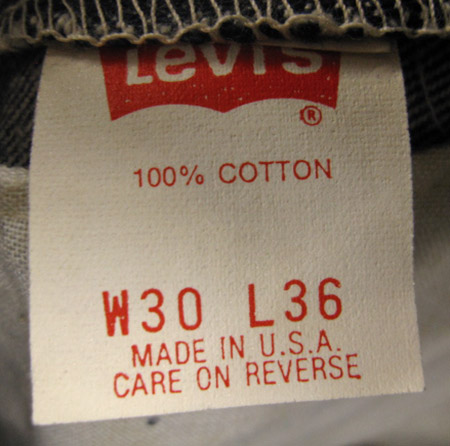 Levi's
®
100% COTTON
W30 L36
MADE IN U.S.A.
CARE ON REVERSE